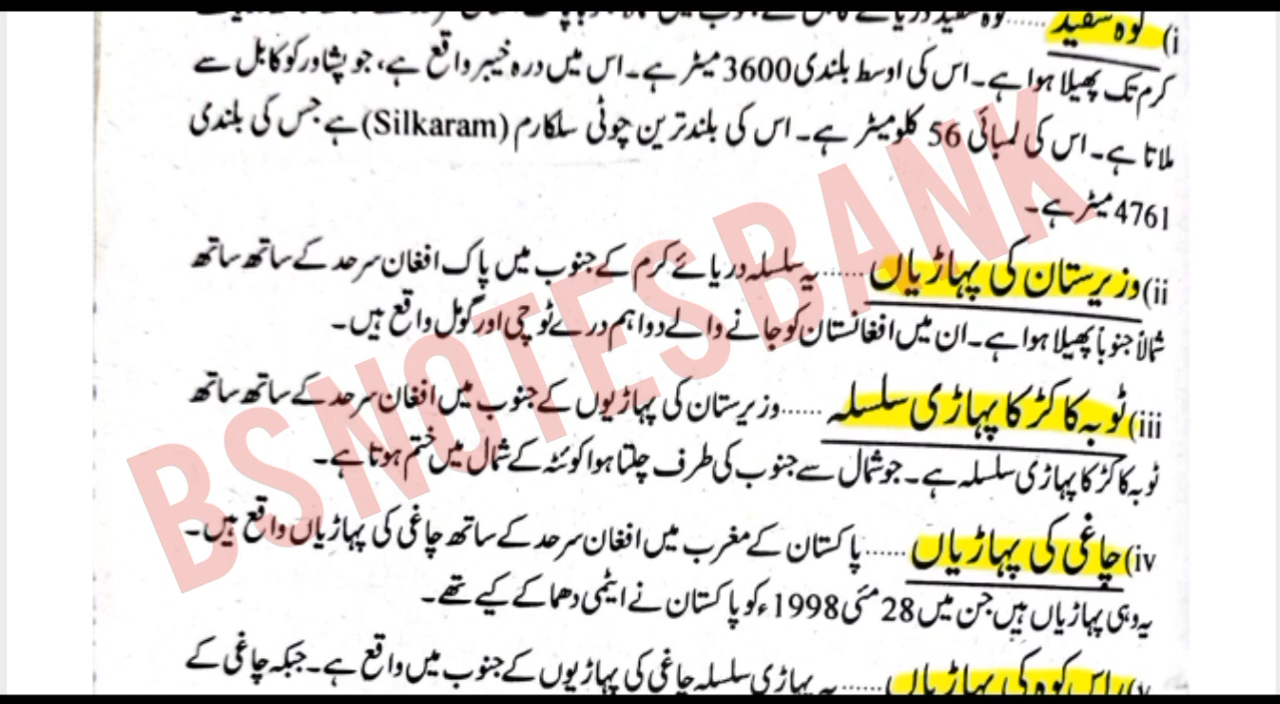 i) کوہ سفید
کرم تک پھیلا ہوا ہے۔ اس کی اوسط بلندی 3600 میٹر ہے۔ اس میں درہ خیبر واقع ہے، جو پشاور کو کابل سے
ملاتا ہے۔ اس کی لمبائی 56 کلومیٹر ہے۔ اس کی بلند ترین چوٹی سلکارم (Silkaram) ہے جس کی بلندی
4761 میٹر ہے۔
ii) وزیرستان کی پہاڑیاں ...... یہ سلسلہ دریائے کرم کے جنوب میں پاک افغان سرحد کے ساتھ ساتھ
شمالاً جنوباً پھیلا ہوا ہے۔ ان میں افغانستان کو جانے والے دو اہم درے ٹوچی اور گومل واقع ہیں۔
iii) ٹوبہ کاکڑ کا پہاڑی سلسلہ ...... وزیرستان کی پہاڑیوں کے جنوب میں افغان سرحد کے ساتھ ساتھ
ٹوبہ کاکڑ کا پہاڑی سلسلہ ہے۔ جو شمال سے جنوب کی طرف چلتا ہوا کوئٹہ کے شمال میں ختم ہوتا ہے۔
iv) چاغی کی پہاڑیاں ...... پاکستان کے مغرب میں افغان سرحد کے ساتھ چاغی کی پہاڑیاں واقع ہیں۔
یہ وہی پہاڑیاں ہیں جن میں 28 مئی 1998ء کو پاکستان نے ایٹمی دھماکے کیے تھے۔
v) راس کوہ کی پہاڑیاں ...... یہ پہاڑی سلسلہ چاغی کی پہاڑیوں کے جنوب میں واقع ہے۔ جبکہ چاغی کے
BSNOTESBANK